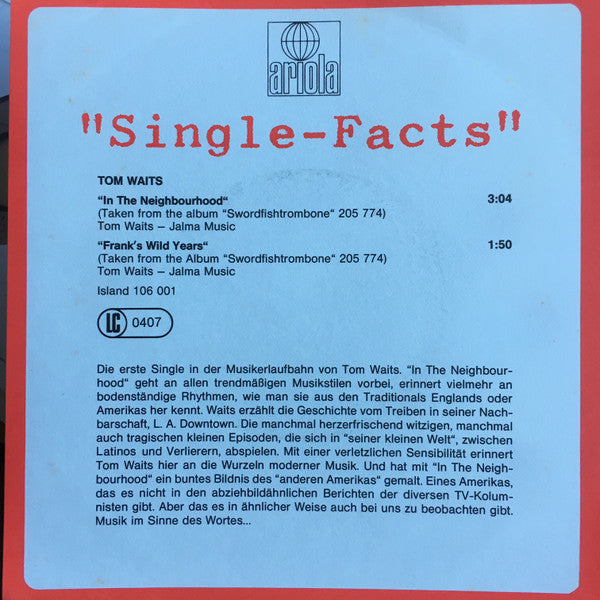 ariola
"Single-Facts"
TOM WAITS
“In The Neighbourhood“ 3:04
(Taken from the album “Swordfishtrombone“ 205 774)
Tom Waits – Jalma Music
“Frank's Wild Years“ 1:50
(Taken from the Album “Swordfishtrombone“ 205 774)
Tom Waits – Jalma Music
Island 106 001
LC 0407
Die erste Single in der Musikerlaufbahn von Tom Waits. “In The Neighbour-
hood“ geht an allen trendmäßigen Musikstilen vorbei, erinnert vielmehr an
bodenständige Rhythmen, wie man sie aus den Traditionals Englands oder
Amerikas her kennt. Waits erzählt die Geschichte vom Treiben in seiner Nach-
barschaft, L. A. Downtown. Die manchmal herzerfrischend witzigen, manchmal
auch tragischen kleinen Episoden, die sich in “seiner kleinen Welt“, zwischen
Latinos und Verlierern, abspielen. Mit einer verletzlichen Sensibilität erinnert
Tom Waits hier an die Wurzeln moderner Musik. Und hat mit “In The Neigh-
bourhood” ein buntes Bildnis des “anderen Amerikas“ gemalt. Eines Amerikas,
das es nicht in den abziehbildähnlichen Berichten der diversen TV-Kolum-
nisten gibt. Aber das es in ähnlicher Weise auch bei uns zu beobachten gibt.
Musik im Sinne des Wortes...